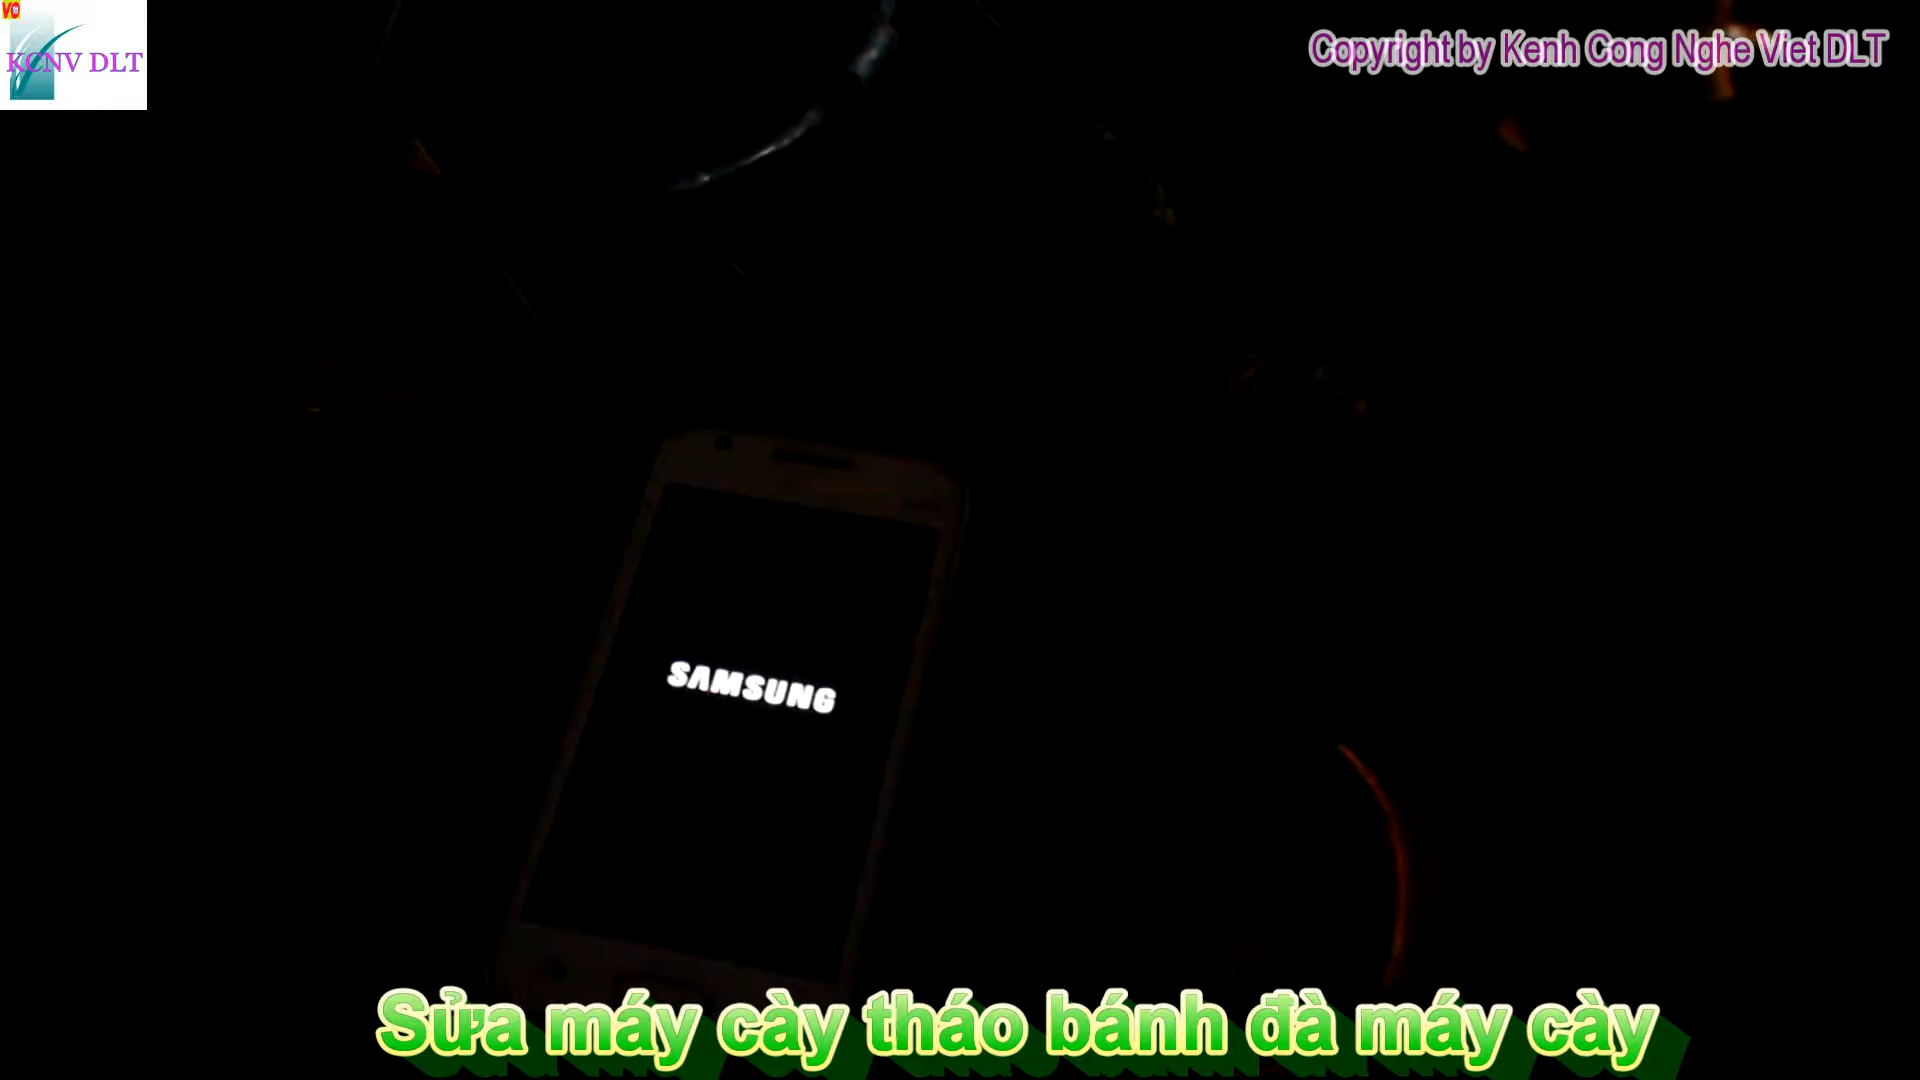 KCNV DLT
Copyright by Kenh Cong Nghe Viet DLT
SAMSUNG
Sửa máy cày tháo bánh đà máy cày